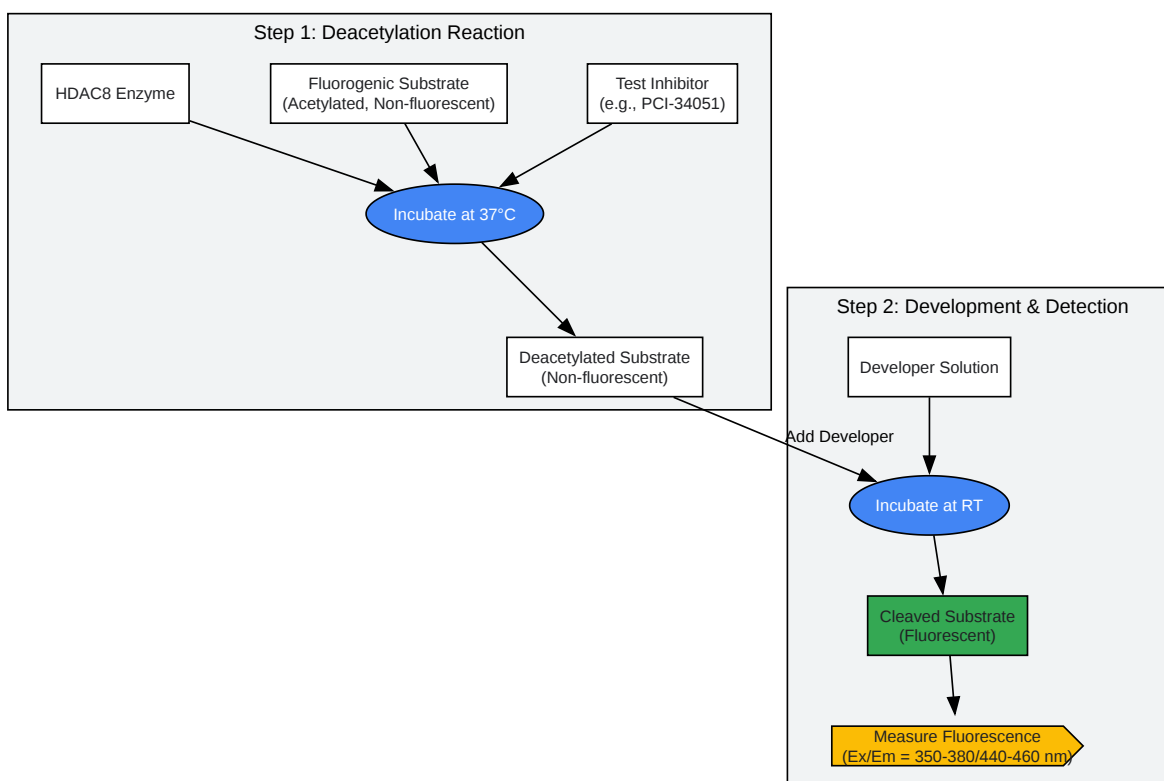 Step 1: Deacetylation Reaction
HDAC8 Enzyme
Fluorogenic Substrate
(Acetylated, Non-fluorescent)
Test Inhibitor
(e.g., PCI-34051)
Incubate at 37°C
Deacetylated Substrate
(Non-fluorescent)
Step 2: Development & Detection
Developer Solution
Add Developer
Incubate at RT
Cleaved Substrate
(Fluorescent)
Measure Fluorescence
(Ex/Em = 350-380/440-460 nm)